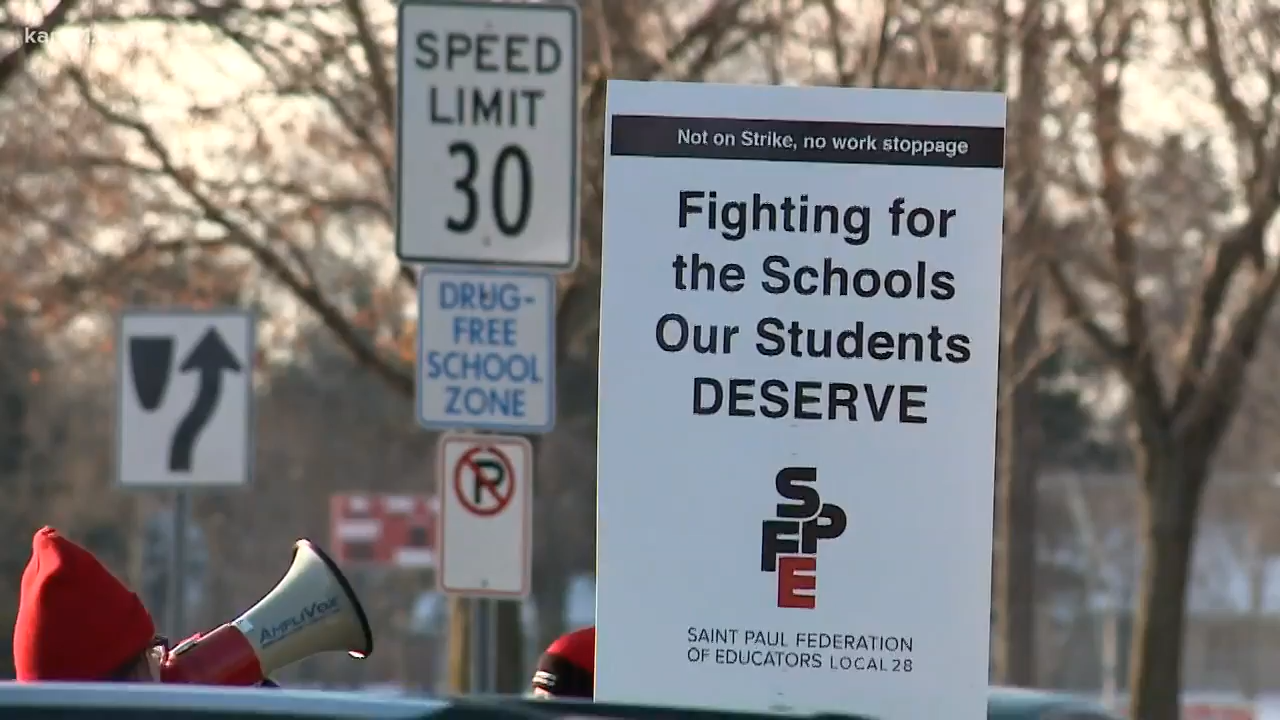 SPEED
LIMIT
30
DRUG-
FREE
SCHOOL
ZONE
P
AMPLIVOX
Not on Strike, no work stoppage
Fighting for
the Schools
Our Students
DESERVE
S
FP
E
SAINT PAUL FEDERATION
OF EDUCATORS LOCAL 28